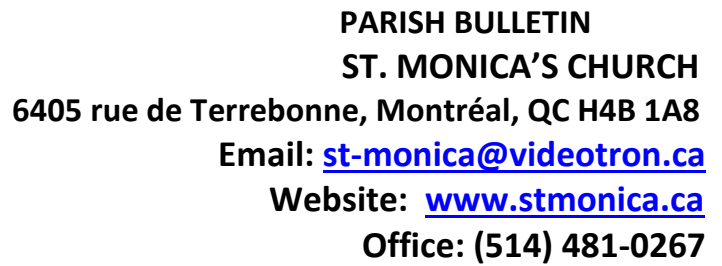 PARISH BULLETIN
ST. MONICA’S CHURCH
6405 rue de Terrebonne, Montréal, QC H4B 1A8
Email: st-monica@videotron.ca
Website: www.stmonica.ca
Office: (514) 481-0267